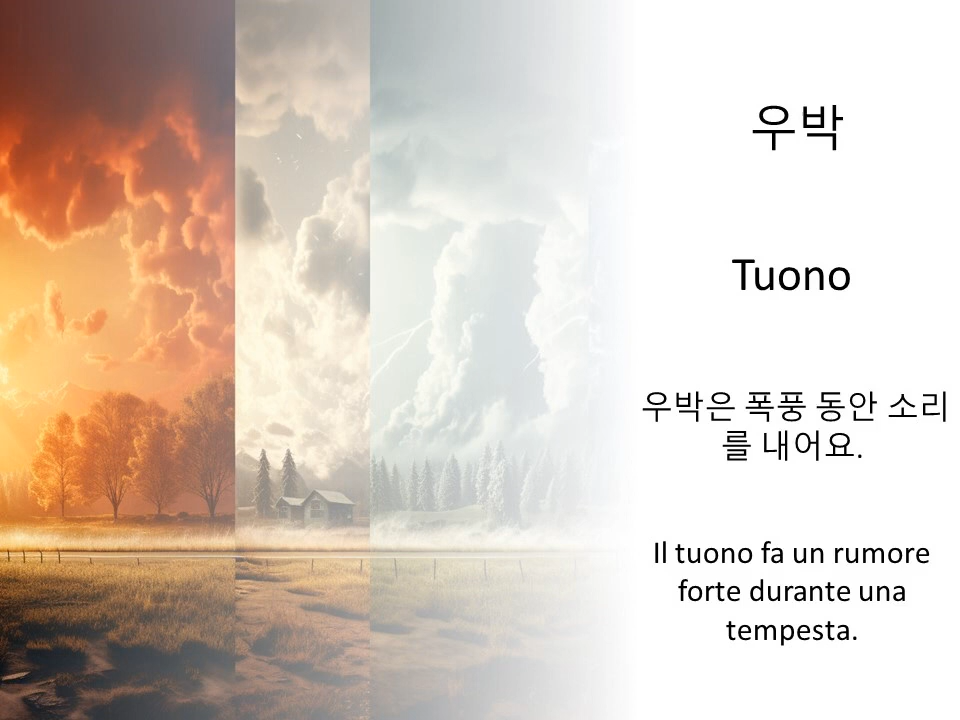 우박
Tuono
우박은 폭풍 동안 소리
를 내어요.
Il tuono fa un rumore
forte durante una
tempesta.